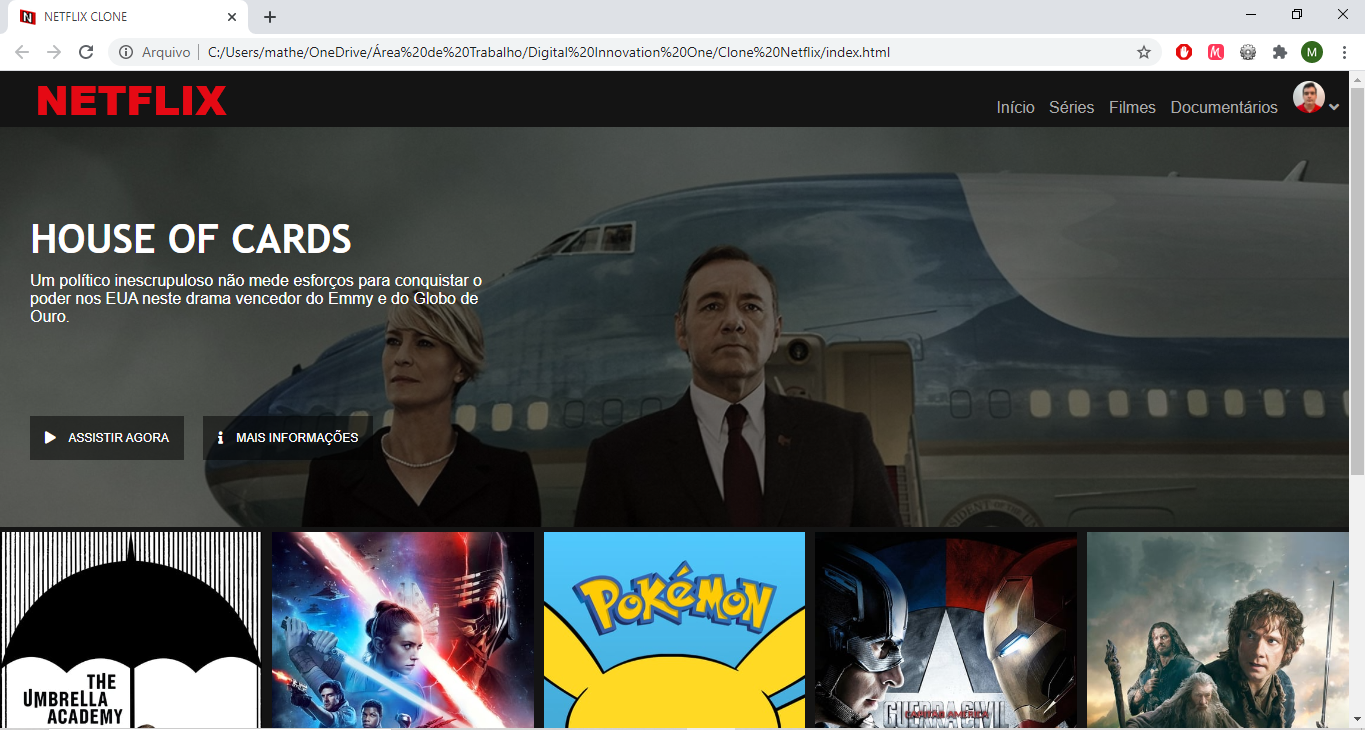 NETFLIX CLONE
Arquivo
C:/Users/mathe/OneDrive/Área%20de%20Trabalho/Digital%20Innovation%20One/Clone%20Netflix/index.html
M
NETFLIX
Início Séries Filmes Documentários
HOUSE OF CARDS
Um político inescrupuloso não mede esforços para conquistar o
poder nos EUA neste drama vencedor do Emmy e do Globo de
Ouro.
ASSISTIR AGORA
MAIS INFORMAÇÕES
THE
UMBRELLA
ACADEMY
POKéMON
CAPITÃO AMÉRICA
GUERRA CIVIL